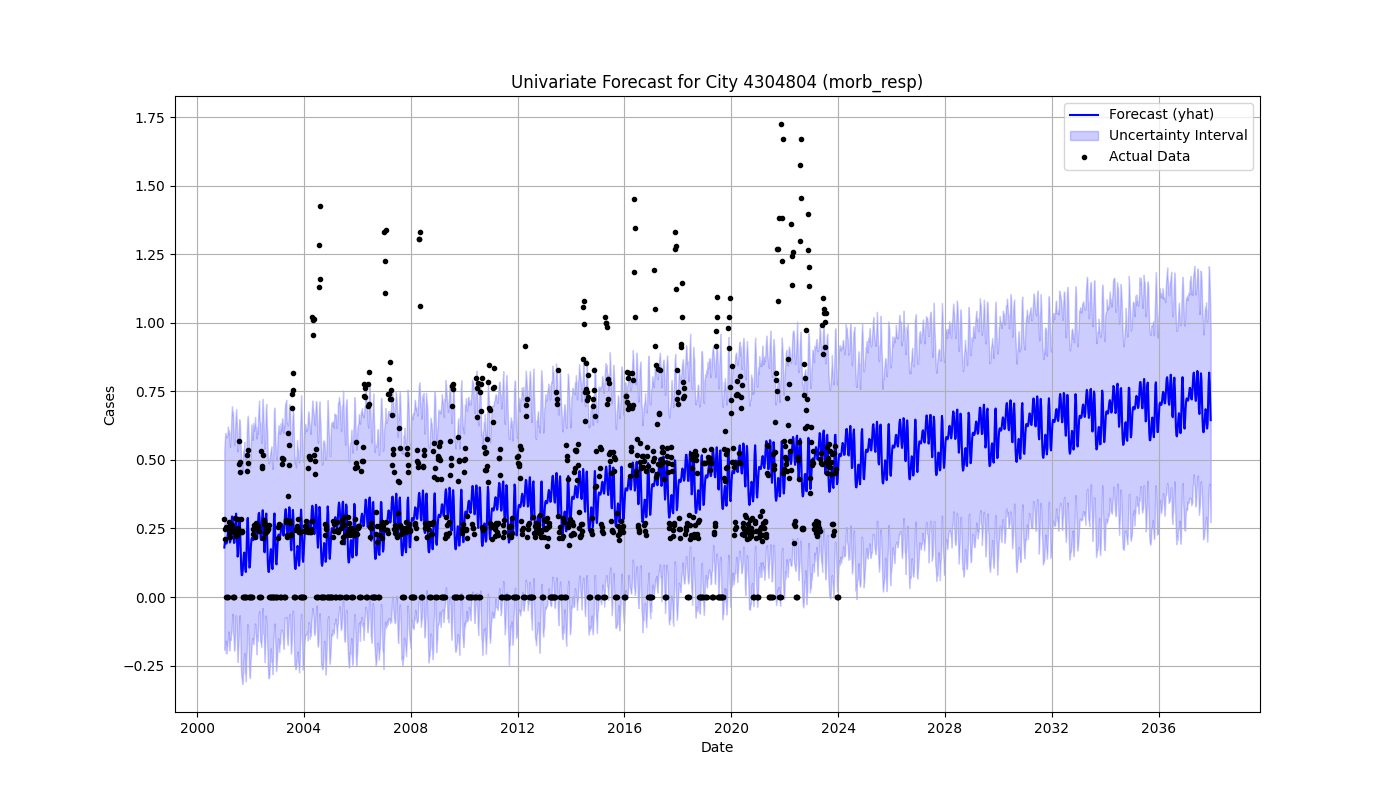 Univariate Forecast for City 4304804 (morb_resp)
Forecast (yhat)
Uncertainty Interval
Actual Data
Cases
1.75
1.50
1.25
1.00
0.75
0.50
0.25
0.00
−0.25
2000 2004 2008 2012 2016 2020 2024 2028 2032 2036
Date